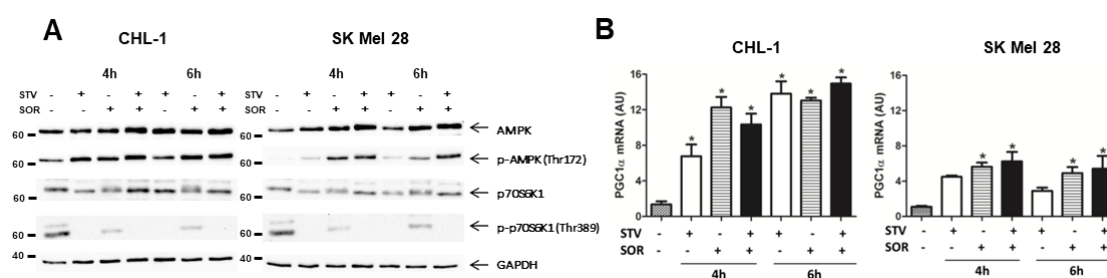 A
CHL-1
SK Mel 28
4h 6h 4h 6h
STV - + - + + - + - + - + + - +
SOR - - + + - + + - - + + - + +
60 60 AMPK
60 60 p-AMPK (Thr172)
60 60 p70S6K1
60 60 p-p70S6K1 (Thr389)
40 40 GAPDH
B
CHL-1
SK Mel 28
PGC1α mRNA (AU)
16
12
8
4
0
* * * * * *
STV - + - + + - +
SOR - - + + - + +
4h 6h
PGC1α mRNA (AU)
16
12
8
4
0
* * * *
STV - + - + + - +
SOR - - + + - + +
4h 6h